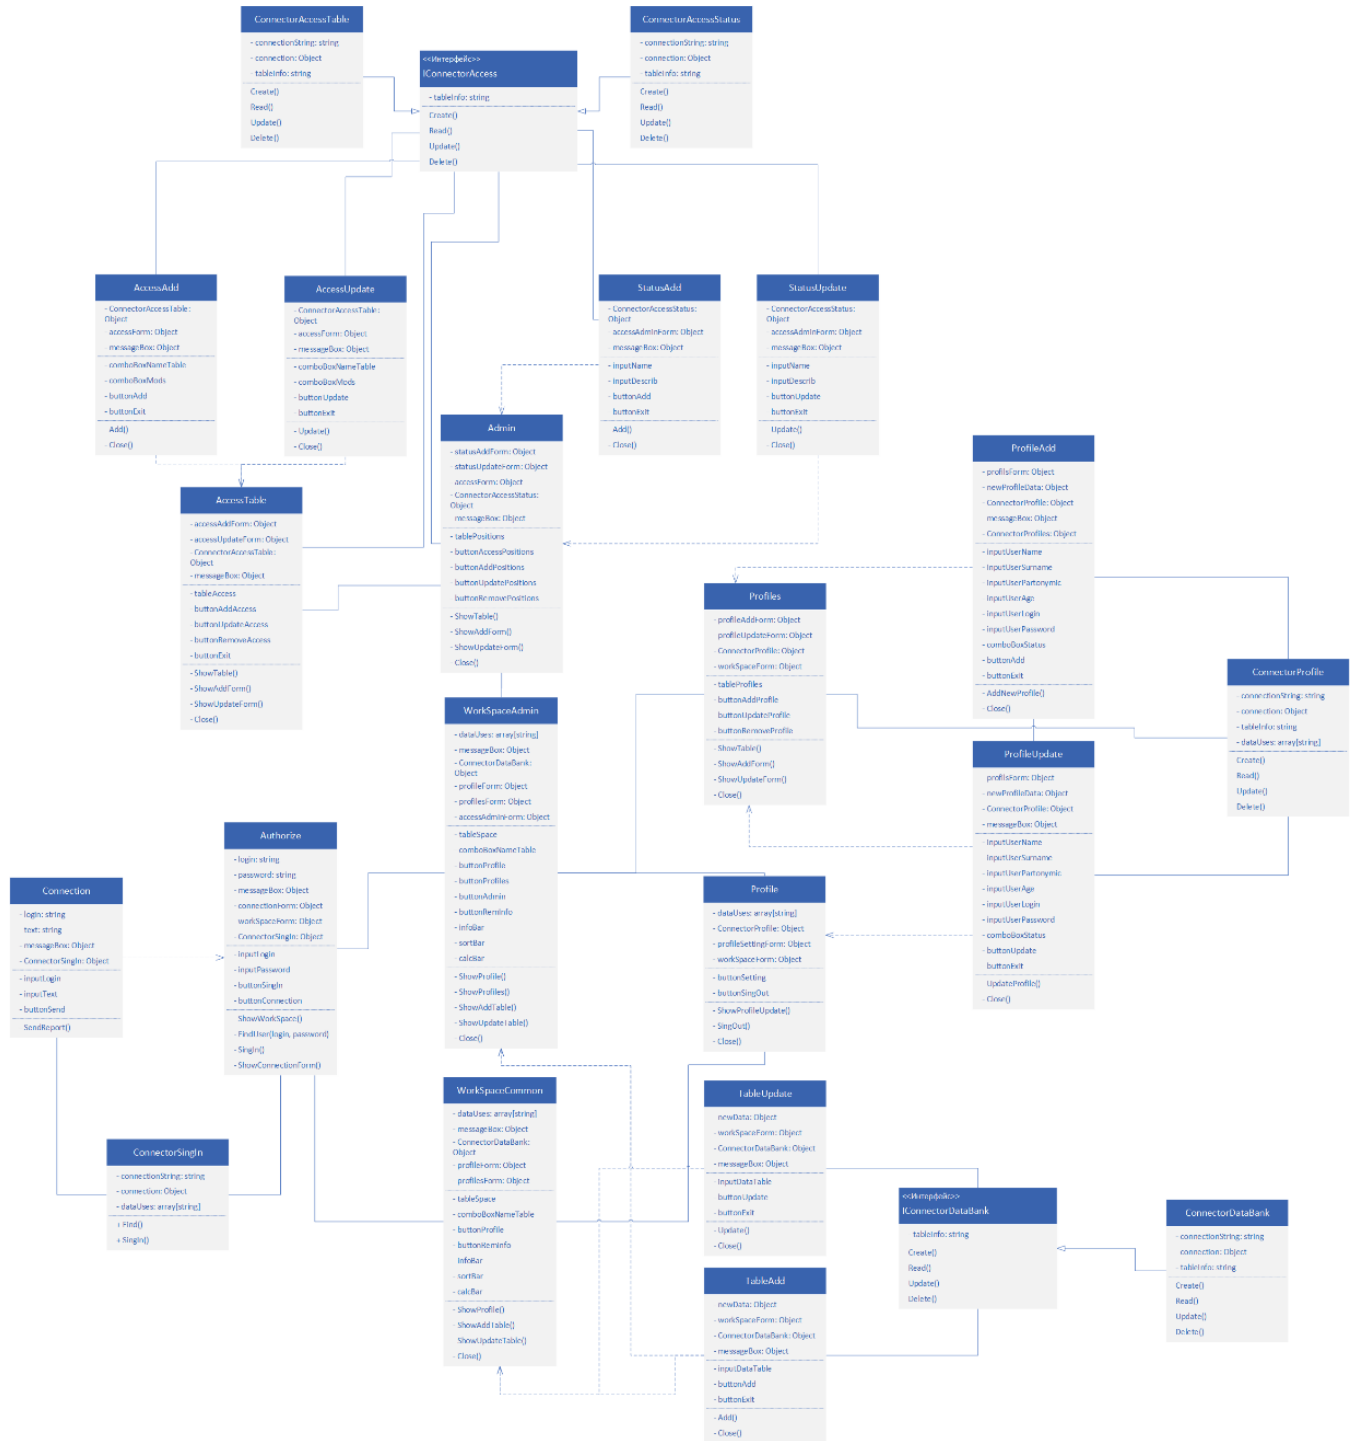 ConnectorAccessTable
- connectionString: string
- connection: Object
- tableInfo: string
Create()
Read()
Update()
Delete()
ConnectorAccessStatus
- connectionString: string
- connection: Object
- tableInfo: string
Create()
Read()
Update()
Delete()
<<Интерфейс>>
IConnectorAccess
- tableInfo: string
Create()
Read()
Update()
Delete()
AccessAdd
- ConnectorAccessTable:
Object
accessForm: Object
- messageBox: Object
- comboBoxNameTable
- comboBoxMods
- buttonAdd
- buttonExit
Add()
- Close()
AccessUpdate
- ConnectorAccessTable:
Object
- accessForm: Object
- messageBox: Object
- comboBoxNameTable
- comboBoxMods
- buttonUpdate
buttonExit
- Update()
- Close()
StatusAdd
- ConnectorAccessStatus:
Object
accessAdminForm: Object
messageBox: Object
- inputName
- inputDescrib
- buttonAdd
buttonExit
Add()
- Close()
StatusUpdate
- ConnectorAccessStatus:
Object
accessAdminForm: Object
messageBox: Object
- inputName
- inputDescrib
- buttonUpdate
buttonExit
Update()
- Close()
Admin
- statusAddForm: Object
statusUpdateForm: Object
accessForm: Object
- ConnectorAccessStatus:
Object
messageBox: Object
- tablePositions
- buttonAccessPositions
- buttonAddPositions
- buttonUpdatePositions
buttonRemovePositions
- ShowTable()
- ShowAddForm()
- ShowUpdateForm()
Close()
AccessTable
- accessAddForm: Object
- accessUpdateForm: Object
- ConnectorAccessTable:
Object
- messageBox: Object
- tableAccess
buttonAddAccess
- buttonUpdateAccess
- buttonRemoveAccess
- buttonExit
- ShowTable()
- ShowAddForm()
- ShowUpdateForm()
- Close()
ProfileAdd
- profilsForm: Object
- newProfileData: Object
- ConnectorProfile: Object
messageBox: Object
- ConnectorProfiles: Object
- inputUserName
- inputUserSurname
- inputUserPartonymic
inputUserAge
- inputUserLogin
- inputUserPassword
- comboBoxStatus
- buttonAdd
- buttonExit
- AddNewProfile()
- Close()
Profiles
- profileAddForm: Object
profileUpdateForm: Object
ConnectorProfile: Object
- workSpaceForm: Object
- tableProfiles
- buttonAddProfile
buttonUpdateProfile
- buttonRemoveProfile
- ShowTable()
- ShowAddForm()
- ShowUpdateForm()
- Close()
ConnectorProfile
- connectionString: string
- connection: Object
- tableInfo: string
- dataUses: array[string]
Create()
Read()
Update()
Delete()
WorkSpaceAdmin
- dataUses: array[string]
- messageBox: Object
- ConnectorDataBank:
Object
- profileForm: Object
- profilesForm: Object
- accessAdminForm: Object
- tableSpace
comboBoxNameTable
- buttonProfile
- buttonProfiles
- buttonAdmin
- buttonRemInfo
- infoBar
- sortBar
- calcBar
- ShowProfile()
- ShowProfiles()
- ShowAddTable()
- ShowUpdateTable()
- Close()
ProfileUpdate
profilsForm: Object
- newProfileData: Object
- ConnectorProfile: Object
- messageBox: Object
- inputUserName
inputUserSurname
- inputUserPartonymic
- inputUserAge
- inputUserLogin
- inputUserPassword
- comboBoxStatus
- buttonUpdate
buttonExit
UpdateProfile()
- Close()
Authorize
- login: string
- password: string
- messageBox: Object
- connectionForm: Object
workSpaceForm: Object
- ConnectorSingIn: Object
- inputLogin
- inputPassword
- buttonSingIn
- buttonConnection
ShowWorkSpace()
- FindUser(login, password)
- SingIn()
- ShowConnectionForm()
Connection
- login: string
text: string
- messageBox: Object
- ConnectorSingIn: Object
- inputLogin
- inputText
- buttonSend
SendReport()
Profile
- dataUses: array[string]
- ConnectorProfile: Object
- profileSettingForm: Object
- workSpaceForm: Object
- buttonSetting
- buttonSingOut
- ShowProfileUpdate()
SingOut()
- Close()
WorkSpaceCommon
- dataUses: array[string]
- messageBox: Object
- ConnectorDataBank:
Object
- profileForm: Object
profilesForm: Object
- tableSpace
- comboBoxNameTable
- buttonProfile
- buttonRemInfo
infoBar
- sortBar
- calcBar
- ShowProfile()
- ShowAddTable()
ShowUpdateTable()
- Close()
TableUpdate
newData: Object
- workSpaceForm: Object
- ConnectorDataBank: Object
- messageBox: Object
- inputDataTable
buttonUpdate
- buttonExit
- Update()
- Close()
ConnectorSingIn
- connectionString: string
- connection: Object
- dataUses: array[string]
+ Find()
+ SingIn()
<<Интерфейс>>
IConnectorDataBank
tableInfo: string
Create()
Read()
Update()
Delete()
ConnectorDataBank
- connectionString: string
connection: Object
- tableInfo: string
Create()
Read()
Update()
Delete()
TableAdd
newData: Object
- workSpaceForm: Object
- ConnectorDataBank: Object
- messageBox: Object
- inputDataTable
- buttonAdd
- buttonExit
- Add()
- Close()